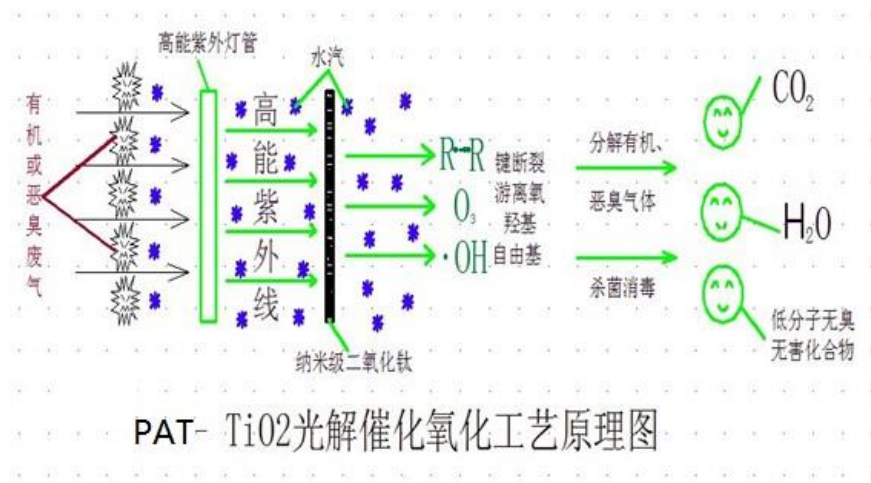 高能紫外灯管
水汽
有机或恶臭废气
高能紫外线
纳米级二氧化钛
R--R
O₃
·OH
键断裂
游离氧
羟基
自由基
分解有机、
恶臭气体
杀菌消毒
CO₂
H₂O
低分子无臭
无害化合物
PAT- TiO2光解催化氧化工艺原理图